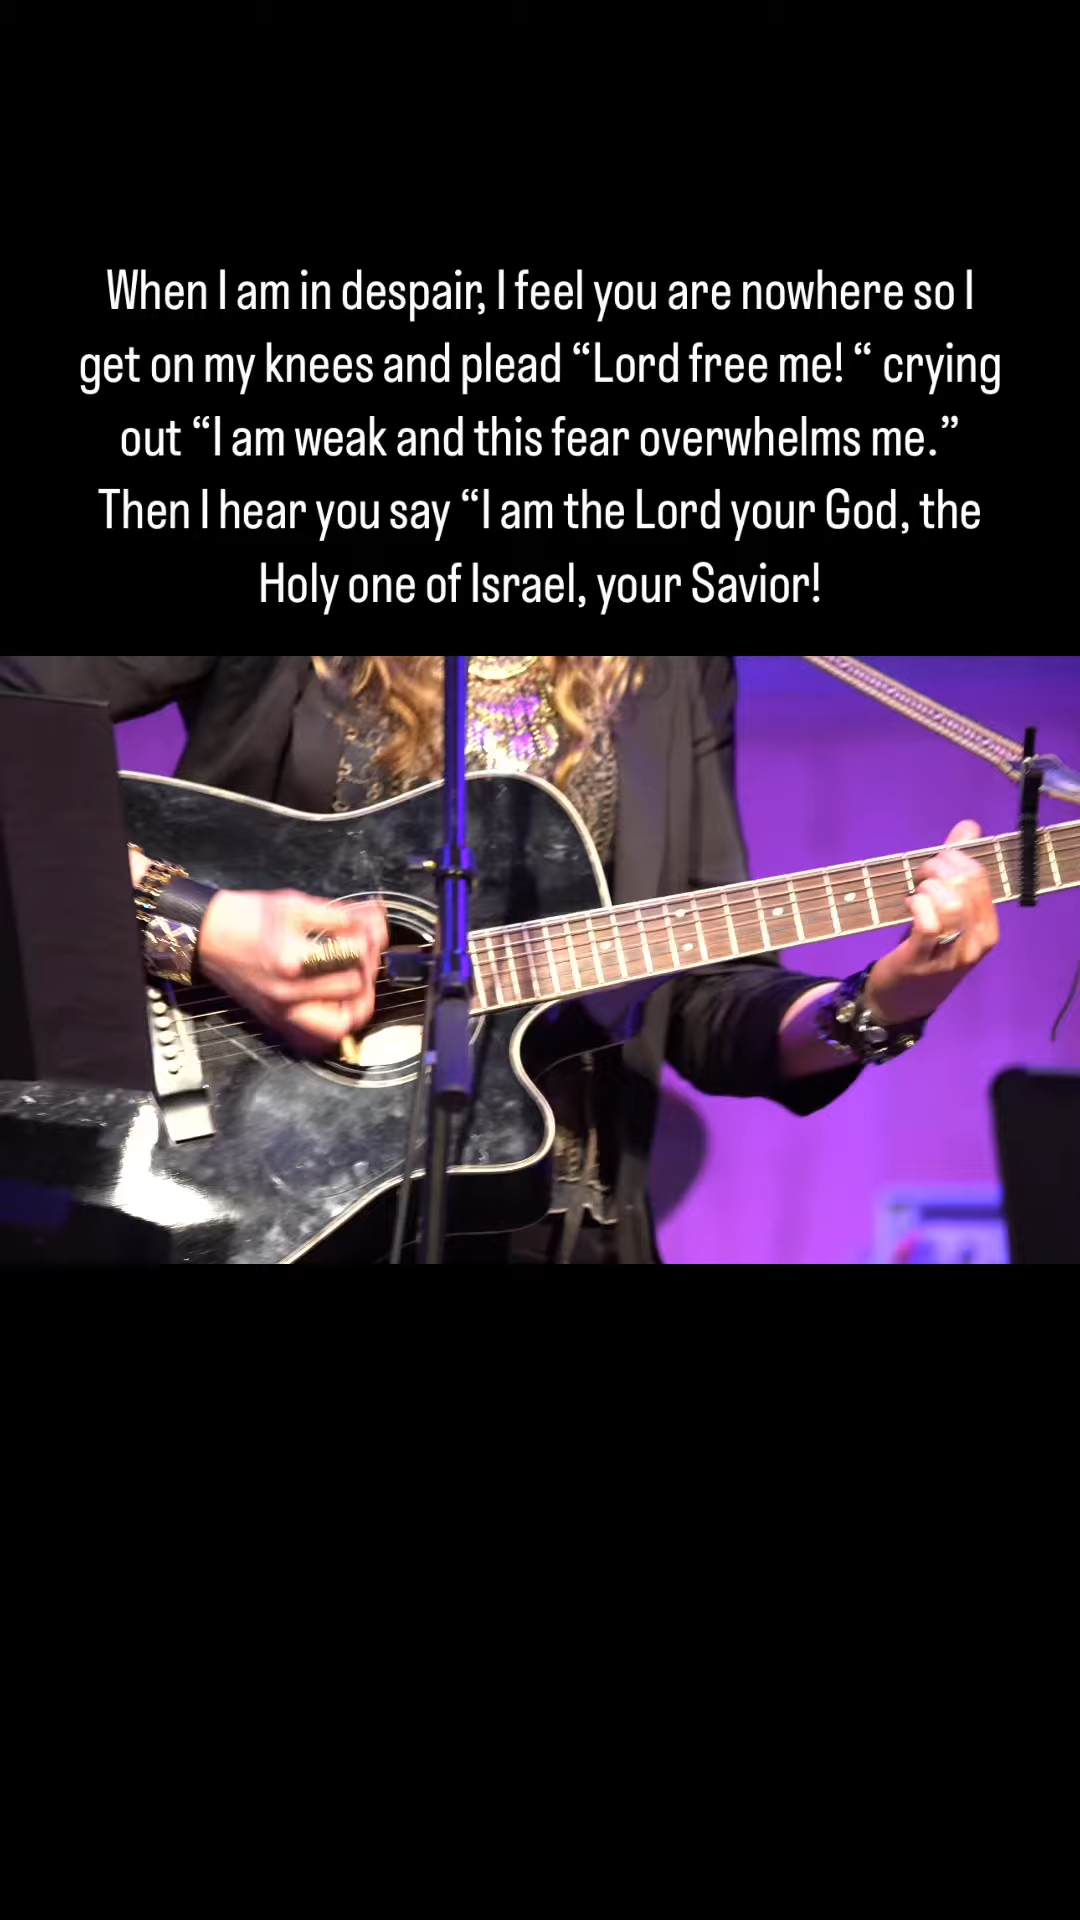 When I am in despair, I feel you are nowhere so I
get on my knees and plead “Lord free me! “ crying
out “I am weak and this fear overwhelms me.”
Then I hear you say “I am the Lord your God, the
Holy one of Israel, your Savior!